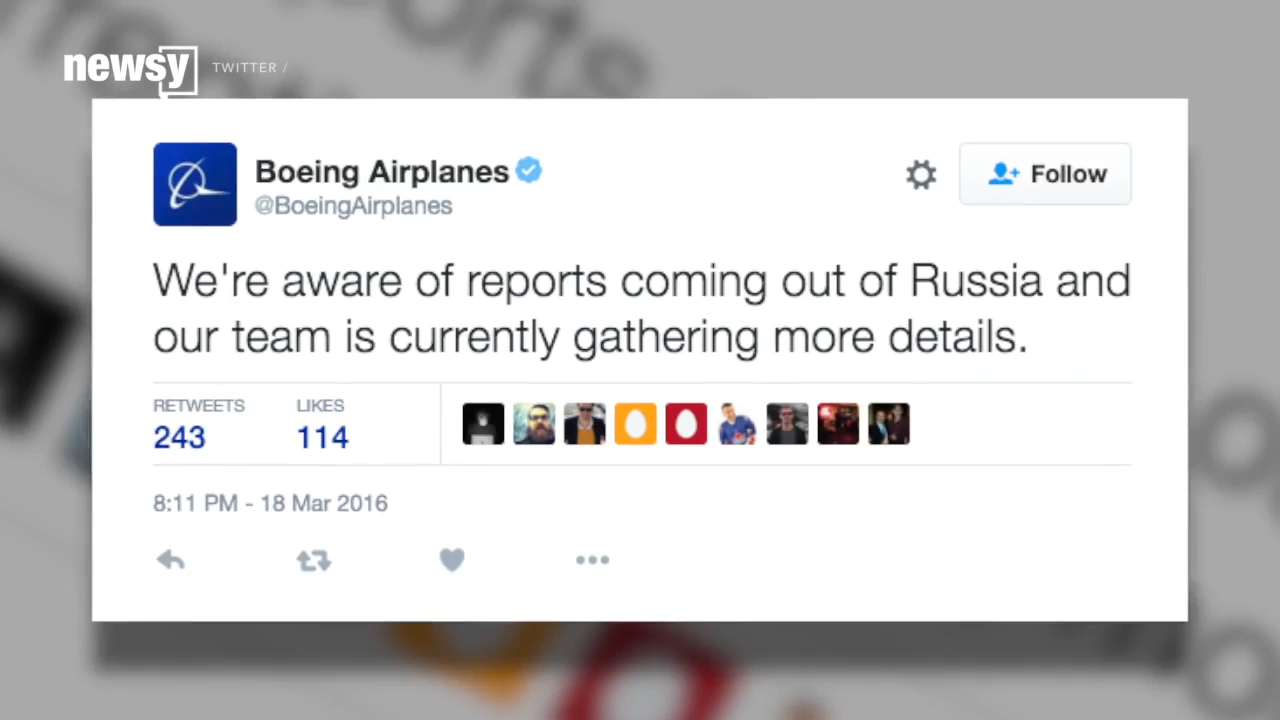 newsy TWITTER /
Boeing Airplanes
@BoeingAirplanes
Follow
We're aware of reports coming out of Russia and
our team is currently gathering more details.
RETWEETS LIKES
243 114
8:11 PM - 18 Mar 2016